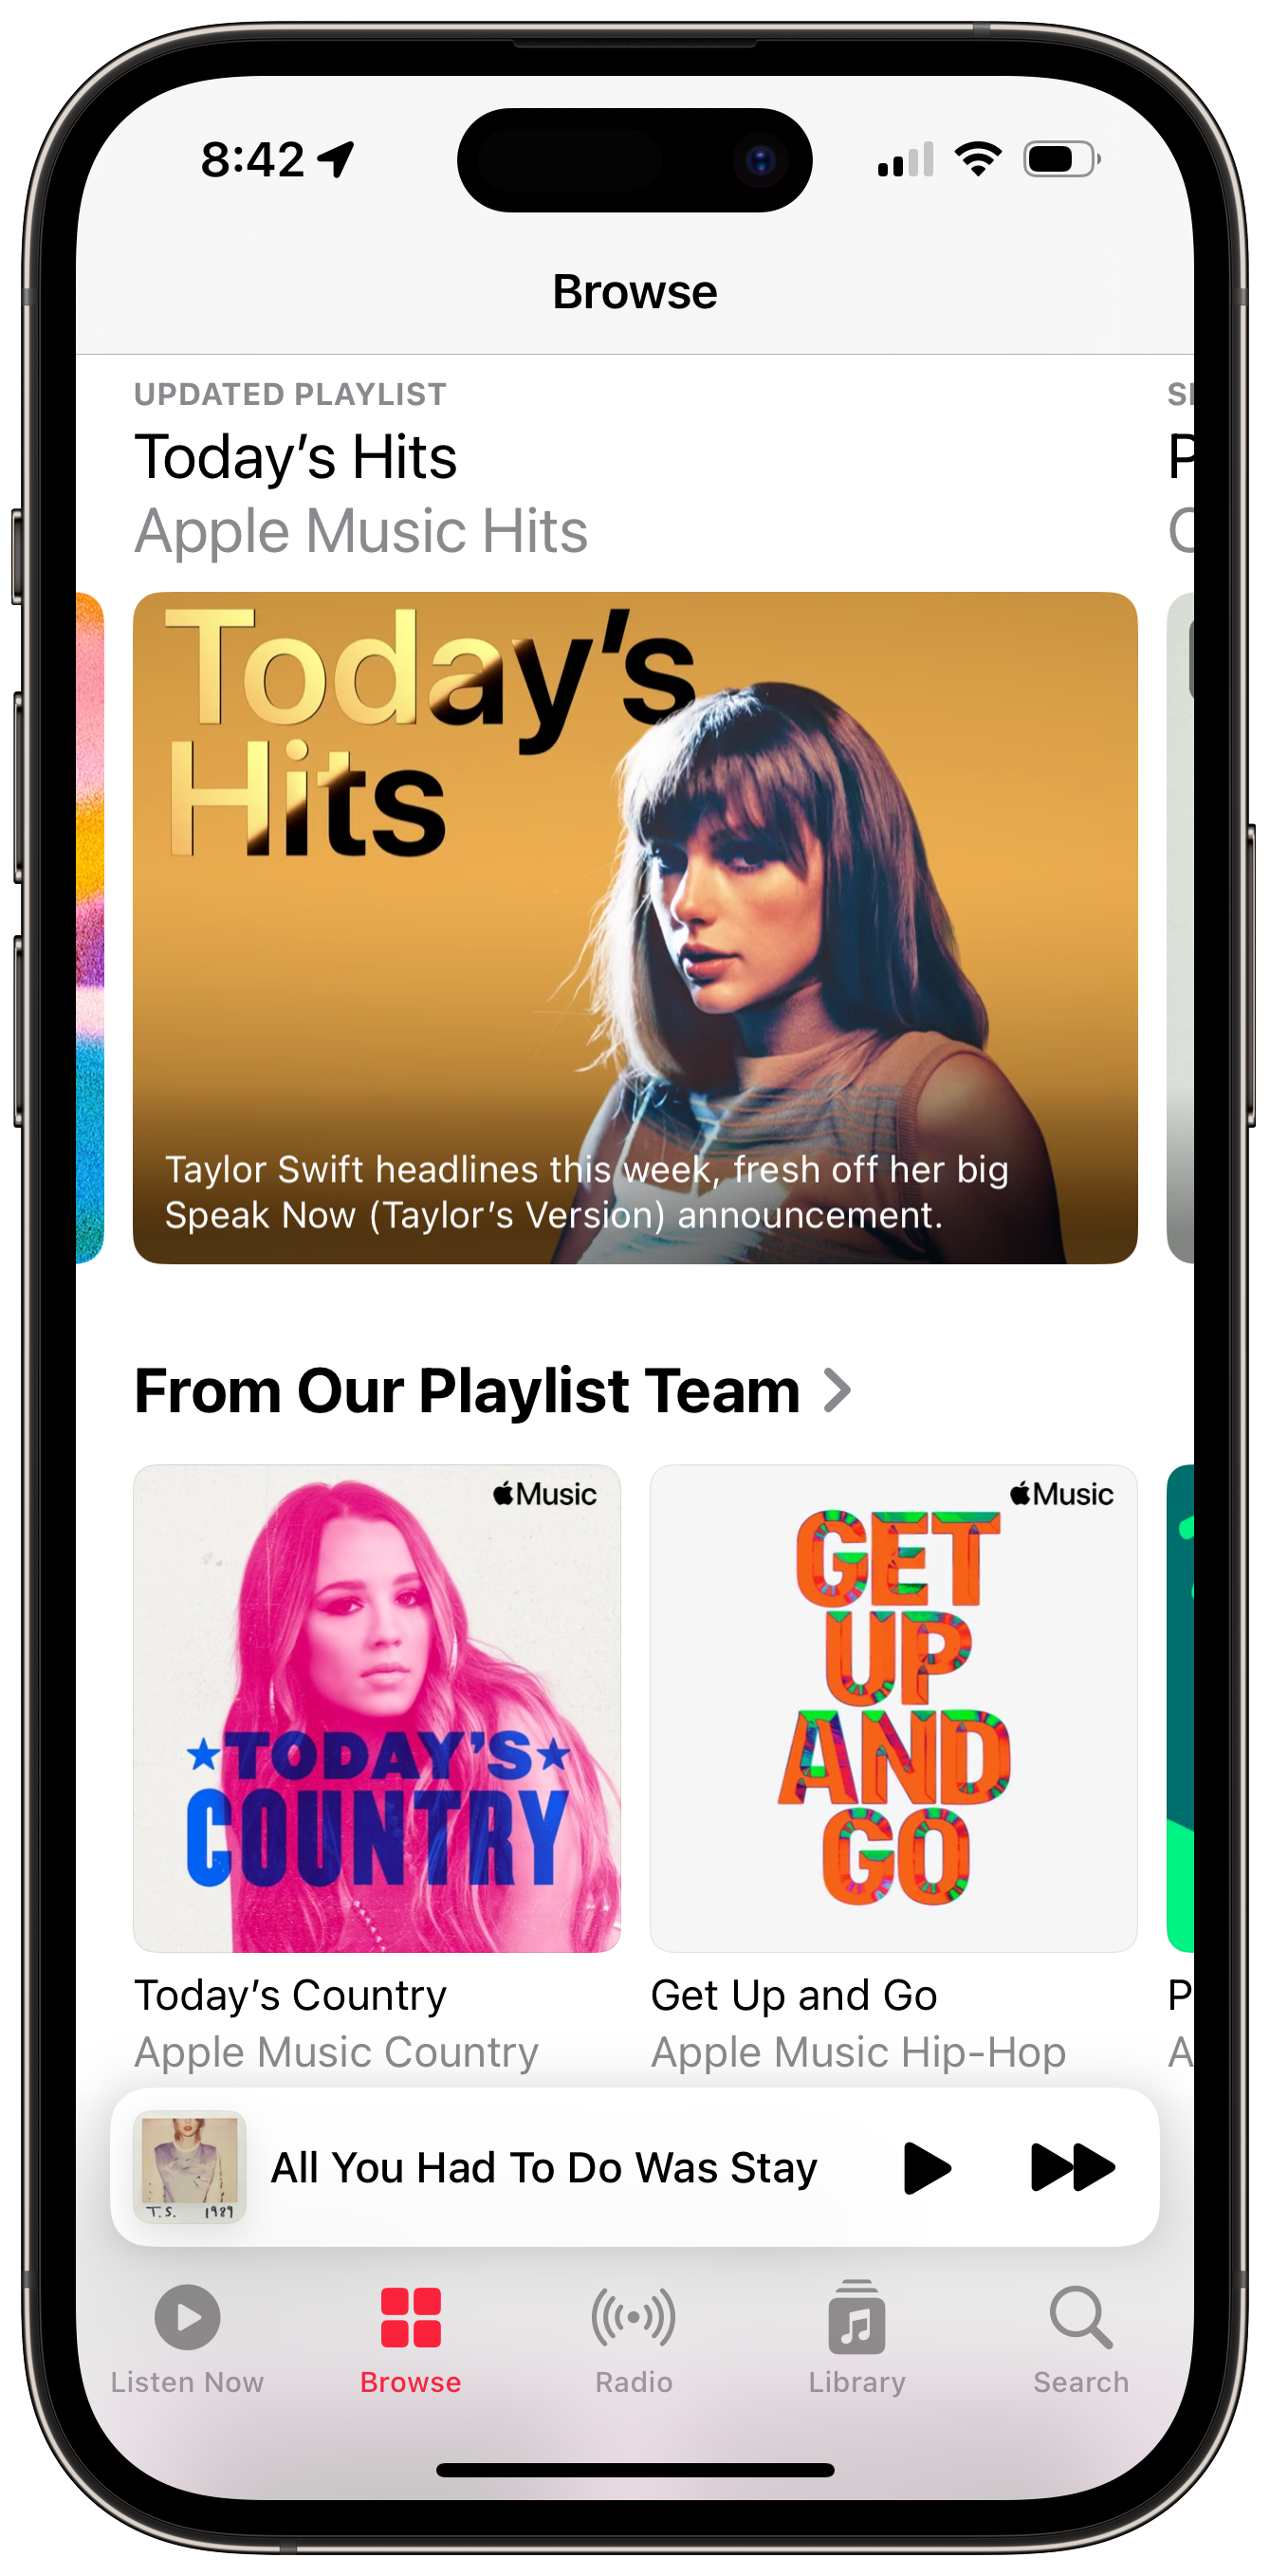 8:42
Browse
UPDATED PLAYLIST
Today’s Hits
Apple Music Hits
Today’s
Hits
Taylor Swift headlines this week, fresh off her big
Speak Now (Taylor’s Version) announcement.
From Our Playlist Team
Music
TODAY’S
COUNTRY
Music
GET
UP
AND
GO
Today’s Country
Apple Music Country
Get Up and Go
Apple Music Hip-Hop
T.S. 1989
All You Had To Do Was Stay
Listen Now
Browse
Radio
Library
Search